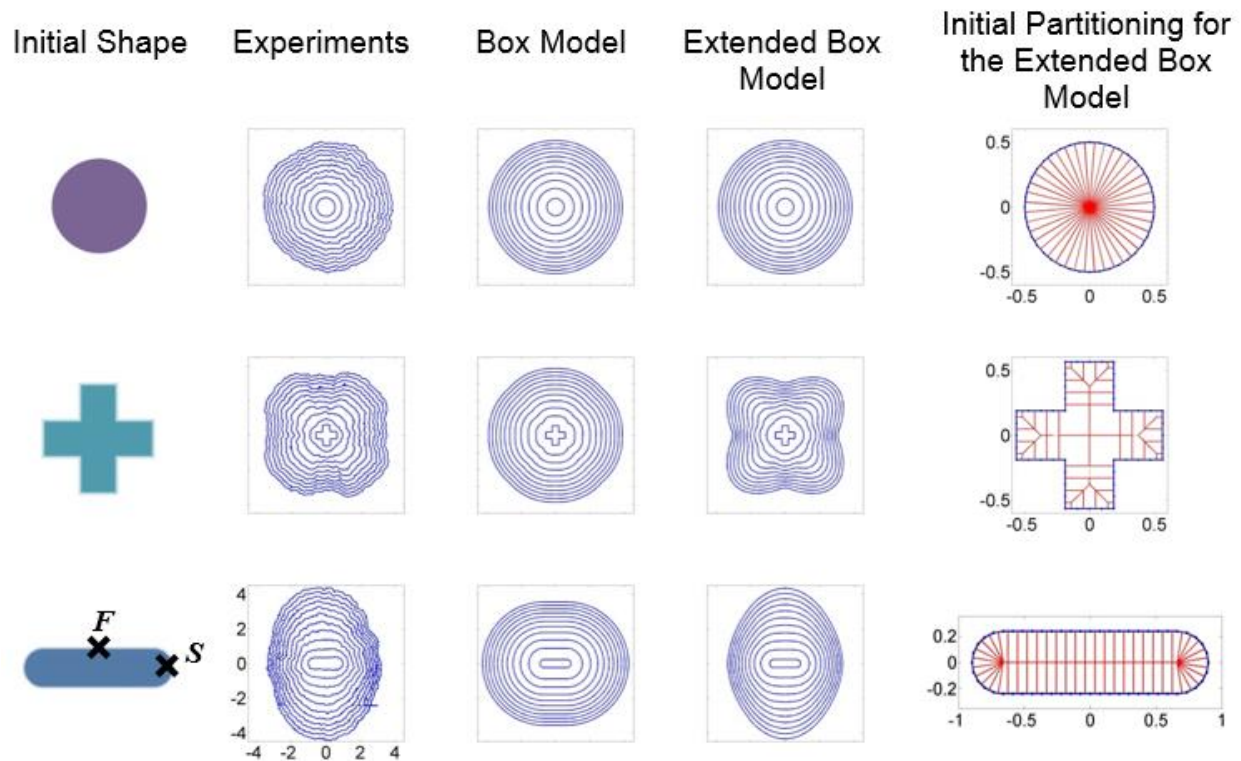 Initial Shape
Experiments
Box Model
Extended Box
Model
Initial Partitioning for
the Extended Box
Model
0.5
0
-0.5
-0.5 0 0.5
0.5
0
-0.5
-0.5 0 0.5
F
S
4
2
0
-2
-4
-4 -2 0 2 4
0.2
0
-0.2
-1 -0.5 0 0.5 1